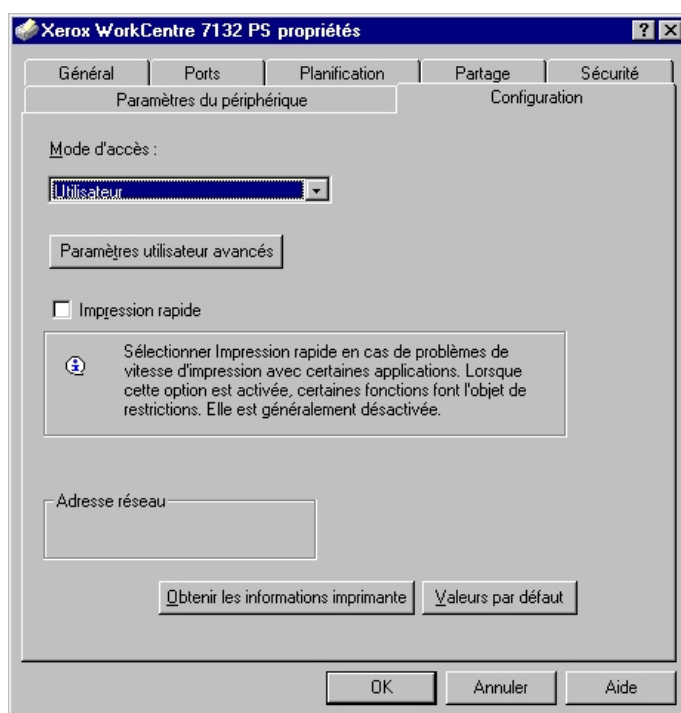 Xerox WorkCentre 7132 PS propriétés
Général Ports Planification Partage Sécurité
Paramètres du périphérique Configuration
Mode d'accès :
Utilisateur
Paramètres utilisateur avancés
Impression rapide
Sélectionner Impression rapide en cas de problèmes de
vitesse d'impression avec certaines applications. Lorsque
cette option est activée, certaines fonctions font l'objet de
restrictions. Elle est généralement désactivée.
Adresse réseau
Obtenir les informations imprimante Valeurs par défaut
OK Annuler Aide